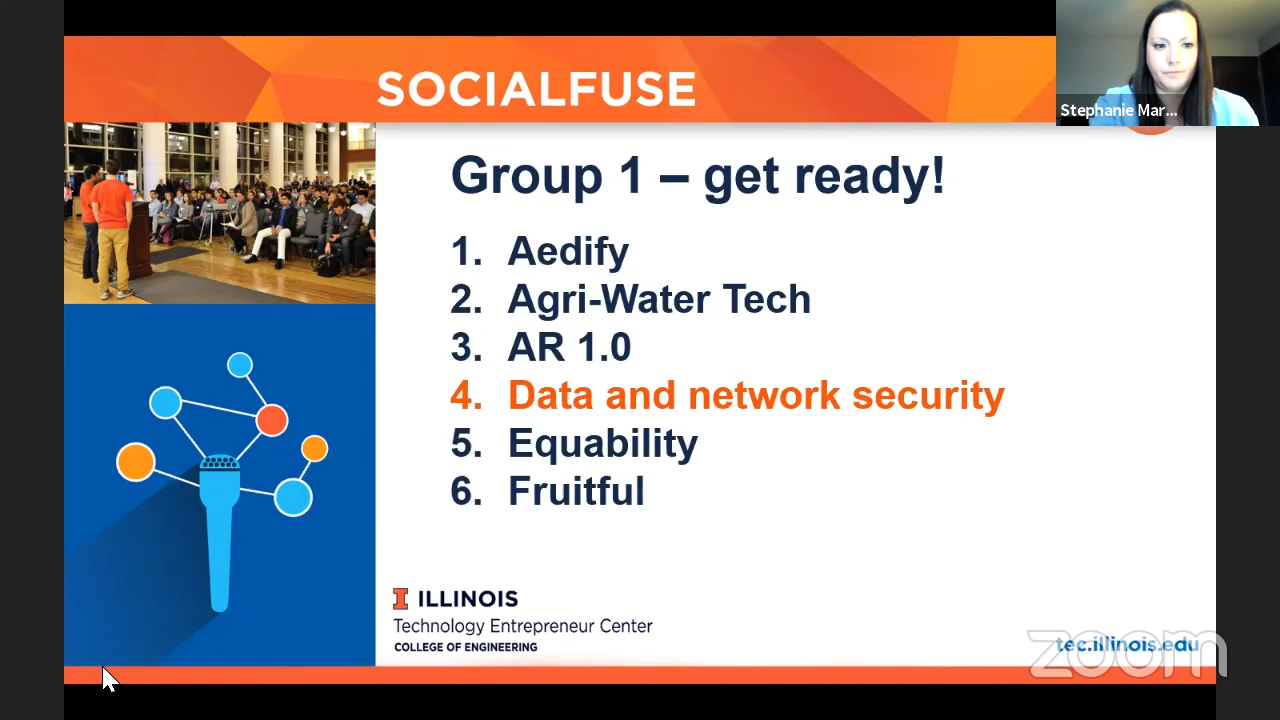 SOCIALFUSE
Stephanie Mar...
Group 1 – get ready!
1. Aedify
2. Agri-Water Tech
3. AR 1.0
4. Data and network security
5. Equability
6. Fruitful
I ILLINOIS
Technology Entrepreneur Center
COLLEGE OF ENGINEERING
tec.illinois.edu
zoom